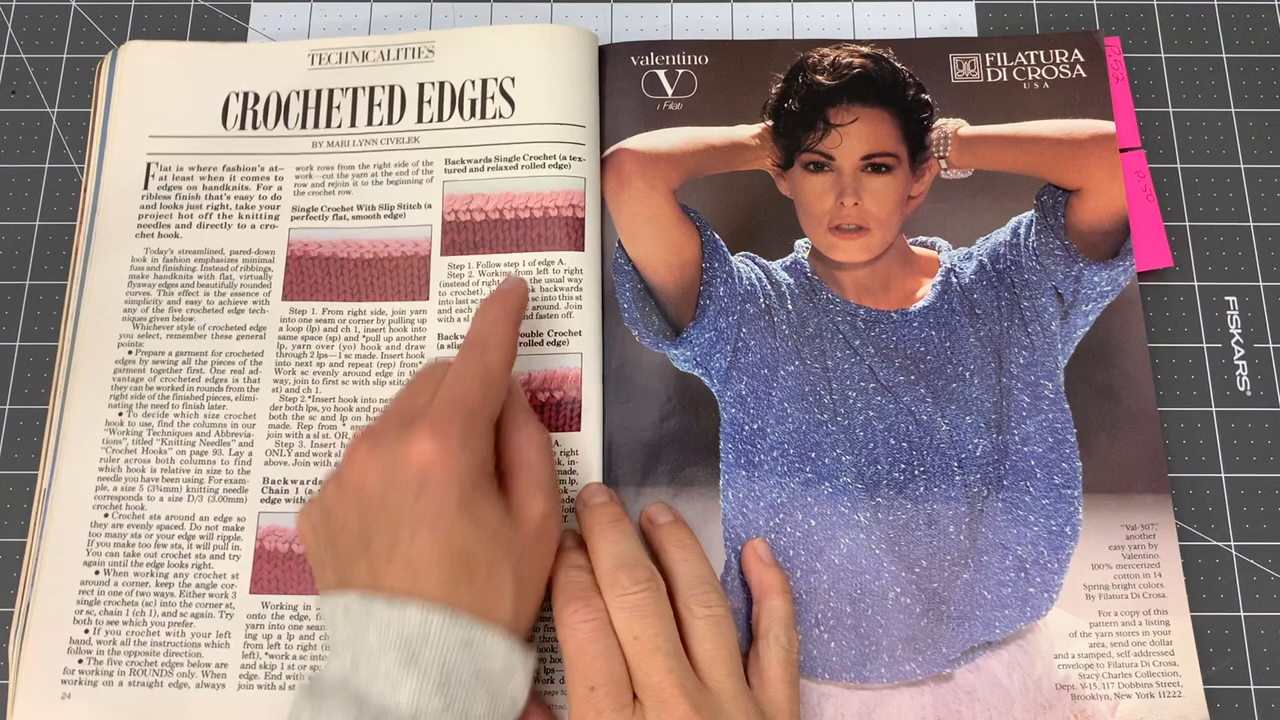 TECHNICALITIES
CROCHETED EDGES
BY MARI LYNN CIVELEK
Flat is where fashion's at—
at least when it comes to
edges on handknits. For a
ribless finish that's easy to do
and looks just right, take your
project hot off the knitting
needles and directly to a cro-
chet hook.
Today's streamlined, pared-down
look in fashion emphasizes minimal
fuss and finishing. Instead of ribbings,
make handknits with flat, virtually
flyaway edges and beautifully rounded
curves. This effect is the essence of
simplicity and easy to achieve with
any of the five crocheted edge tech-
niques given below.
Whichever style of crocheted edge
you select, remember these general
points:
• Prepare a garment for crocheted
edges by sewing all the pieces of the
garment together first. One real ad-
vantage of crocheted edges is that
they can be worked in rounds from the
right side of the finished pieces, elimi-
nating the need to finish later.
• To decide which size crochet
hook to use, find the columns in our
"Working Techniques and Abbrevia-
tions", titled "Knitting Needles" and
"Crochet Hooks" on page 93. Lay a
ruler across both columns to find
which hook is relative in size to the
needle you have been using. For exam-
ple, a size 5 (3¾mm) knitting needle
corresponds to a size D/3 (3.00mm)
crochet hook.
• Crochet sts around an edge so
they are evenly spaced. Do not make
too many sts or your edge will ripple.
If you make too few sts, it will pull in.
You can take out crochet sts and try
again until the edge looks right.
• When working any crochet st
around a corner, keep the angle cor-
rect in one of two ways. Either work 3
single crochets (sc) into the corner st,
or sc, chain 1 (ch 1), and sc again. Try
both to see which you prefer.
• If you crochet with your left
hand, work all the instructions which
follow in the opposite direction.
• The five crochet edges below are
for working in ROUNDS only. When
working on a straight edge, always
24
work rows from the right side of the
work—cut the yarn at the end of the
row and rejoin it to the beginning of
the crochet row.
Single Crochet With Slip Stitch (a
perfectly flat, smooth edge)
Step 1. From right side, join yarn
into one seam or corner by pulling up
a loop (lp) and ch 1, insert hook into
same space (sp) and *pull up another
lp, yarn over (yo) hook and draw
through 2 lps—1 sc made. Insert hook
into next sp and repeat (rep) from*
Work sc evenly around edge in th
way, join to first sc with slip stitc
st) and ch 1.
Step 2.*Insert hook into ne
der both lps, yo hook and pul
both the sc and lp on ho
made. Rep from * aro
join with a sl st. OR,
Step 3. Insert h
ONLY and work sl
above. Join with
Backwards
Chain 1 (a
edge with
Working in
onto the edge, f
yarn into one sean
ing up a lp and ch
from left to right (i
left), *work a sc into
and skip 1 st or sp
edge. End with
join with sl st
Backwards Single Crochet (a tex-
tured and relaxed rolled edge)
Step 1. Follow step 1 of edge A.
Step 2. Working from left to right
(instead of right the usual way
to crochet), k backwards
into last sc sc into this st
and each around. Join
with a sl and fasten off.
Backw Double Crochet
(a slig rolled edge)
A.
right
k, in-
made,
lp,
ok—
Join
ff.
valentino
V
i filati
FILATURA
DI CROSA
USA
P.52
P.50
FISKARS
"Val-307,"
another
easy yarn by
Valentino.
100% mercerized
cotton in 14
Spring-bright colors.
By Filatura Di Crosa.
For a copy of this
pattern and a listing
of the yarn stores in your
area, send one dollar
and a stamped, self-addressed
envelope to Filatura Di Crosa,
Stacy Charles Collection,
Dept. V-15, 117 Dobbins Street,
Brooklyn, New York 11222.